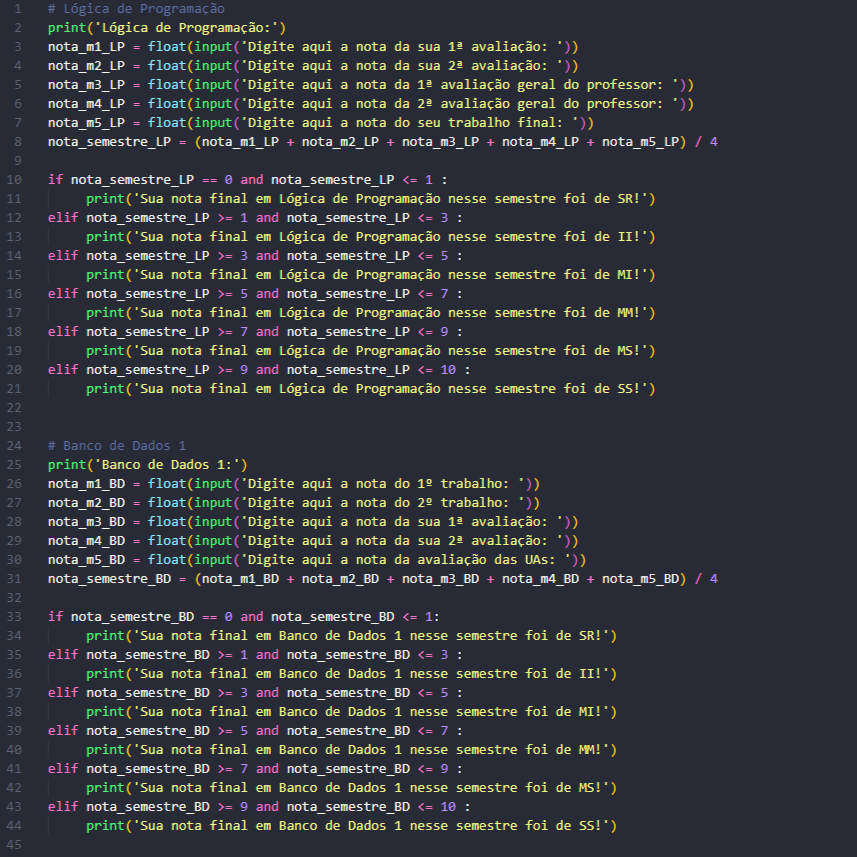 1 # Lógica de Programação
2 print('Lógica de Programação:')
3 nota_m1_LP = float(input('Digite aqui a nota da sua 1ª avaliação: '))
4 nota_m2_LP = float(input('Digite aqui a nota da sua 2ª avaliação: '))
5 nota_m3_LP = float(input('Digite aqui a nota da 1ª avaliação geral do professor: '))
6 nota_m4_LP = float(input('Digite aqui a nota da 2ª avaliação geral do professor: '))
7 nota_m5_LP = float(input('Digite aqui a nota do seu trabalho final: '))
8 nota_semestre_LP = (nota_m1_LP + nota_m2_LP + nota_m3_LP + nota_m4_LP + nota_m5_LP) / 4
9
10 if nota_semestre_LP == 0 and nota_semestre_LP <= 1 :
11 print('Sua nota final em Lógica de Programação nesse semestre foi de SR!')
12 elif nota_semestre_LP >= 1 and nota_semestre_LP <= 3 :
13 print('Sua nota final em Lógica de Programação nesse semestre foi de II!')
14 elif nota_semestre_LP >= 3 and nota_semestre_LP <= 5 :
15 print('Sua nota final em Lógica de Programação nesse semestre foi de MI!')
16 elif nota_semestre_LP >= 5 and nota_semestre_LP <= 7 :
17 print('Sua nota final em Lógica de Programação nesse semestre foi de MM!')
18 elif nota_semestre_LP >= 7 and nota_semestre_LP <= 9 :
19 print('Sua nota final em Lógica de Programação nesse semestre foi de MS!')
20 elif nota_semestre_LP >= 9 and nota_semestre_LP <= 10 :
21 print('Sua nota final em Lógica de Programação nesse semestre foi de SS!')
22
23
24 # Banco de Dados 1
25 print('Banco de Dados 1:')
26 nota_m1_BD = float(input('Digite aqui a nota do 1º trabalho: '))
27 nota_m2_BD = float(input('Digite aqui a nota do 2º trabalho: '))
28 nota_m3_BD = float(input('Digite aqui a nota da sua 1ª avaliação: '))
29 nota_m4_BD = float(input('Digite aqui a nota da sua 2ª avaliação: '))
30 nota_m5_BD = float(input('Digite aqui a nota da avaliação das UAs: '))
31 nota_semestre_BD = (nota_m1_BD + nota_m2_BD + nota_m3_BD + nota_m4_BD + nota_m5_BD) / 4
32
33 if nota_semestre_BD == 0 and nota_semestre_BD <= 1:
34 print('Sua nota final em Banco de Dados 1 nesse semestre foi de SR!')
35 elif nota_semestre_BD >= 1 and nota_semestre_BD <= 3 :
36 print('Sua nota final em Banco de Dados 1 nesse semestre foi de II!')
37 elif nota_semestre_BD >= 3 and nota_semestre_BD <= 5 :
38 print('Sua nota final em Banco de Dados 1 nesse semestre foi de MI!')
39 elif nota_semestre_BD >= 5 and nota_semestre_BD <= 7 :
40 print('Sua nota final em Banco de Dados 1 nesse semestre foi de MM!')
41 elif nota_semestre_BD >= 7 and nota_semestre_BD <= 9 :
42 print('Sua nota final em Banco de Dados 1 nesse semestre foi de MS!')
43 elif nota_semestre_BD >= 9 and nota_semestre_BD <= 10 :
44 print('Sua nota final em Banco de Dados 1 nesse semestre foi de SS!')
45